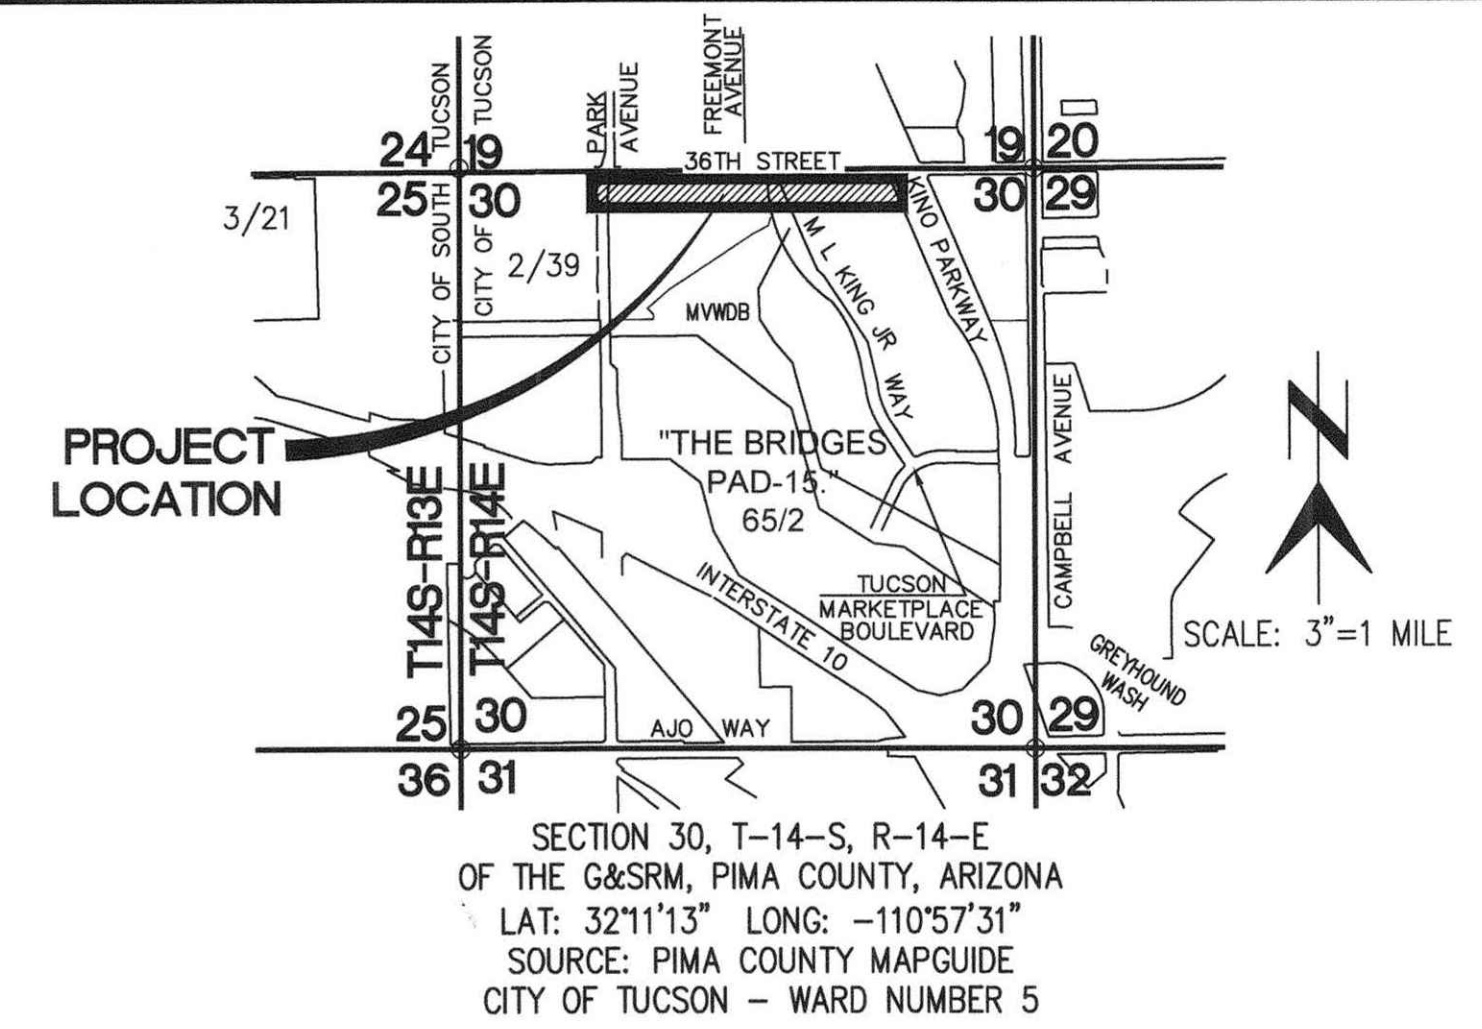 FREEMONT
AVENUE
PARK
AVENUE
CITY OF SOUTH TUCSON
CITY OF TUCSON
24 19
19 20
36TH STREET
25 30
30 29
3/21
2/39
KINO PARKWAY
M L KING JR WAY
MVWDB
PROJECT
LOCATION
"THE BRIDGES
PAD-15."
65/2
T14S-R13E
T14S-R14E
CAMPBELL AVENUE
N
INTERSTATE 10
TUCSON
MARKETPLACE
BOULEVARD
SCALE: 3"=1 MILE
GREYHOUND
WASH
25 30
30 29
AJO WAY
36 31
31 32
SECTION 30, T-14-S, R-14-E
OF THE G&SRM, PIMA COUNTY, ARIZONA
LAT: 32°11'13" LONG: -110°57'31"
SOURCE: PIMA COUNTY MAPGUIDE
CITY OF TUCSON - WARD NUMBER 5